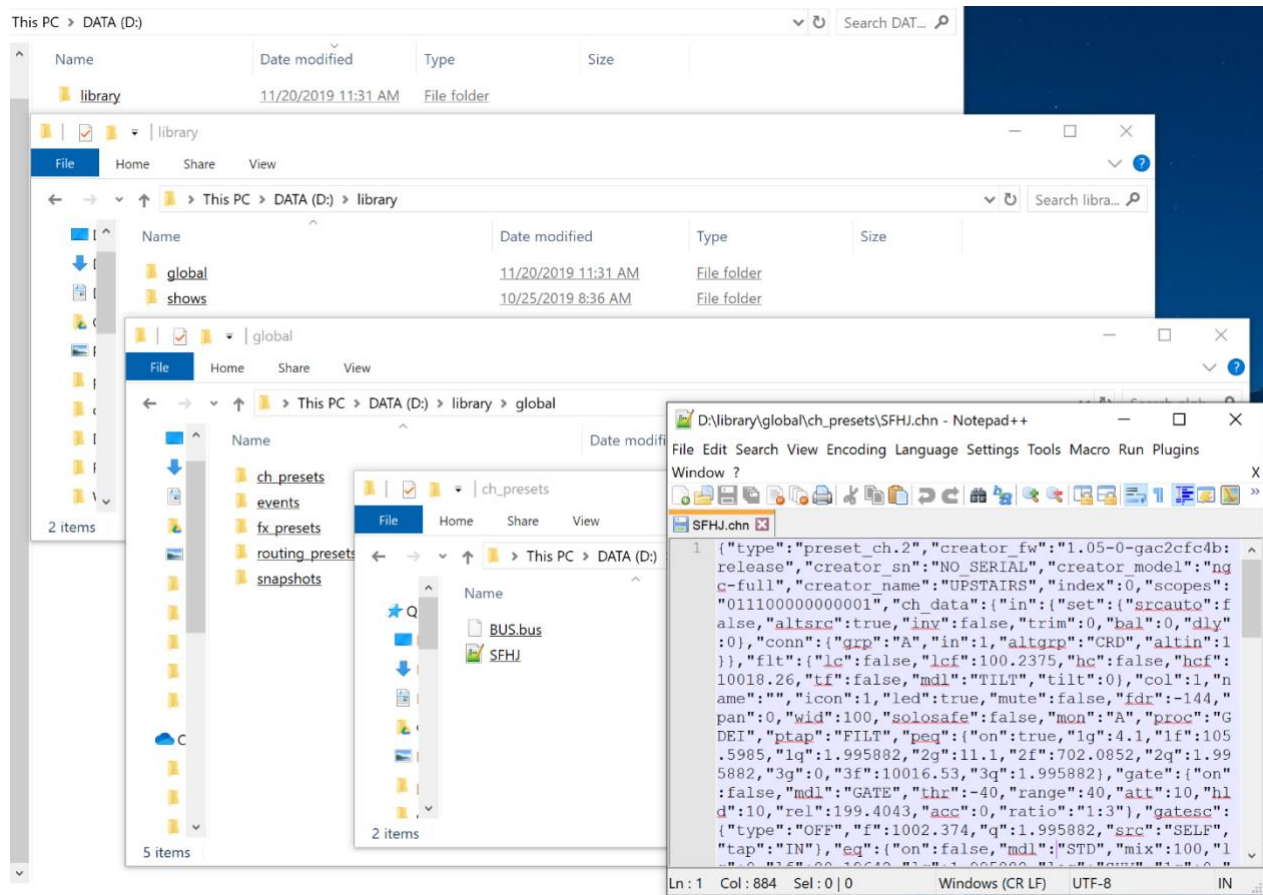 This PC > DATA (D:)
Search DAT...
Name Date modified Type Size
library 11/20/2019 11:31 AM File folder
library
File Home Share View
This PC > DATA (D:) > library
Search libra...
Name Date modified Type Size
global 11/20/2019 11:31 AM File folder
shows 10/25/2019 8:36 AM File folder
2 items
global
File Home Share View
This PC > DATA (D:) > library > global
Name Date modifi
ch_presets
events
fx_presets
routing_presets
snapshots
5 items
ch_presets
File Home Share View
This PC > DATA (D:)
Name
BUS.bus
SFHJ
2 items
D:\library\global\ch_presets\SFHJ.chn - Notepad++
File Edit Search View Encoding Language Settings Tools Macro Run Plugins
Window ? X
SFHJ.chn
1 {"type":"preset_ch.2","creator_fw":"1.05-0-gac2cfc4b:
release","creator_sn":"NO_SERIAL","creator_model":"ng
c-full","creator_name":"UPSTAIRS","index":0,"scopes":
"011100000000001","ch_data":{"in":{"set":{"srcauto":f
alse,"altsrc":true,"inv":false,"trim":0,"bal":0,"dly"
:0},"conn":{"grp":"A","in":1,"altgrp":"CRD","altin":1
}},"flt":{"lc":false,"lcf":100.2375,"hc":false,"hcf":
10018.26,"tf":false,"mdl":"TILT","tilt":0},"col":1,"n
ame":"","icon":1,"led":true,"mute":false,"fdr":-144,"
pan":0,"wid":100,"solosafe":false,"mon":"A","proc":"G
DEI","ptap":"FILT","peq":{"on":true,"1g":4.1,"1f":105
.5985,"1q":1.995882,"2g":11.1,"2f":702.0852,"2q":1.99
5882,"3g":0,"3f":10016.53,"3q":1.995882},"gate":{"on"
:false,"mdl":"GATE","thr":-40,"range":40,"att":10,"hl
d":10,"rel":199.4043,"acc":0,"ratio":"1:3"},"gatesc":
{"type":"OFF","f":1002.374,"q":1.995882,"src":"SELF",
"tap":"IN"},"eq":{"on":false,"mdl":"STD","mix":100,"l
Ln : 1 Col : 884 Sel : 0 | 0 Windows (CR LF) UTF-8 IN